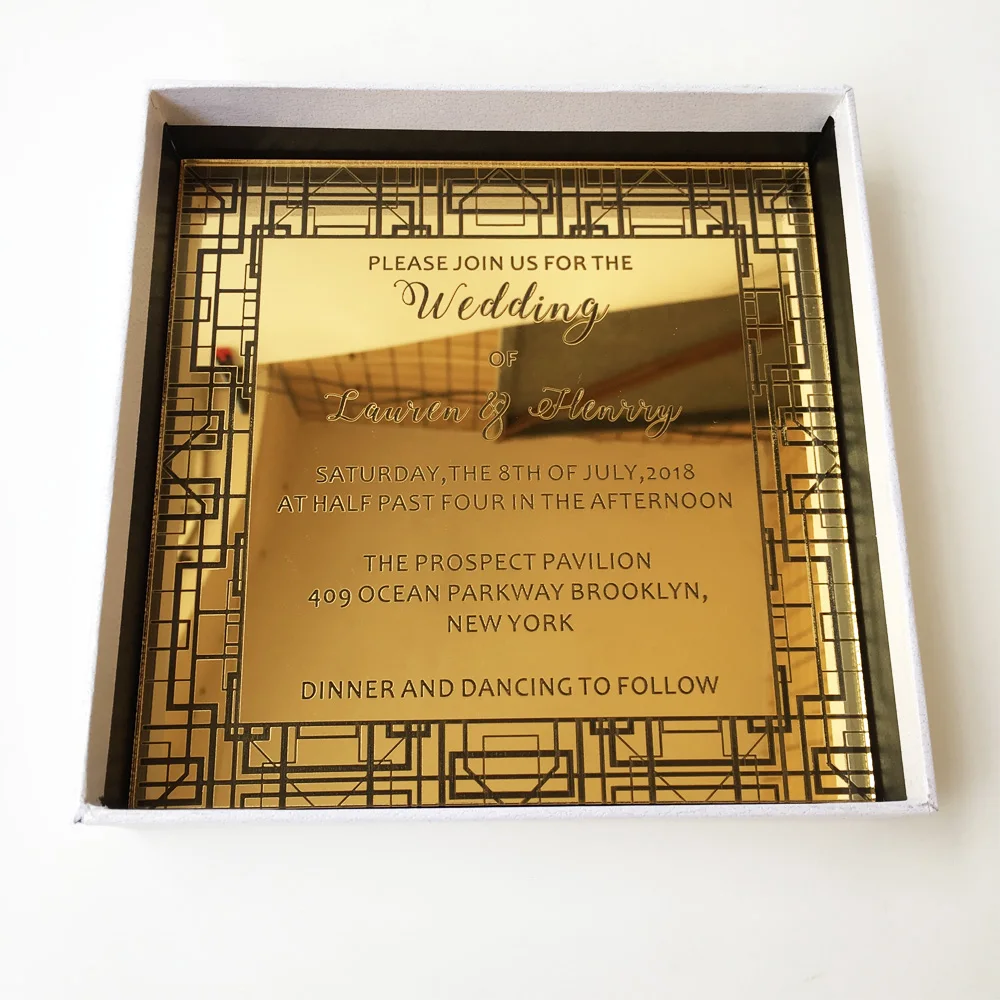 PLEASE JOIN US FOR THE
Wedding
OF
Lauren & Henrry
SATURDAY,THE 8TH OF JULY,2018
AT HALF PAST FOUR IN THE AFTERNOON
THE PROSPECT PAVILION
409 OCEAN PARKWAY BROOKLYN,
NEW YORK
DINNER AND DANCING TO FOLLOW